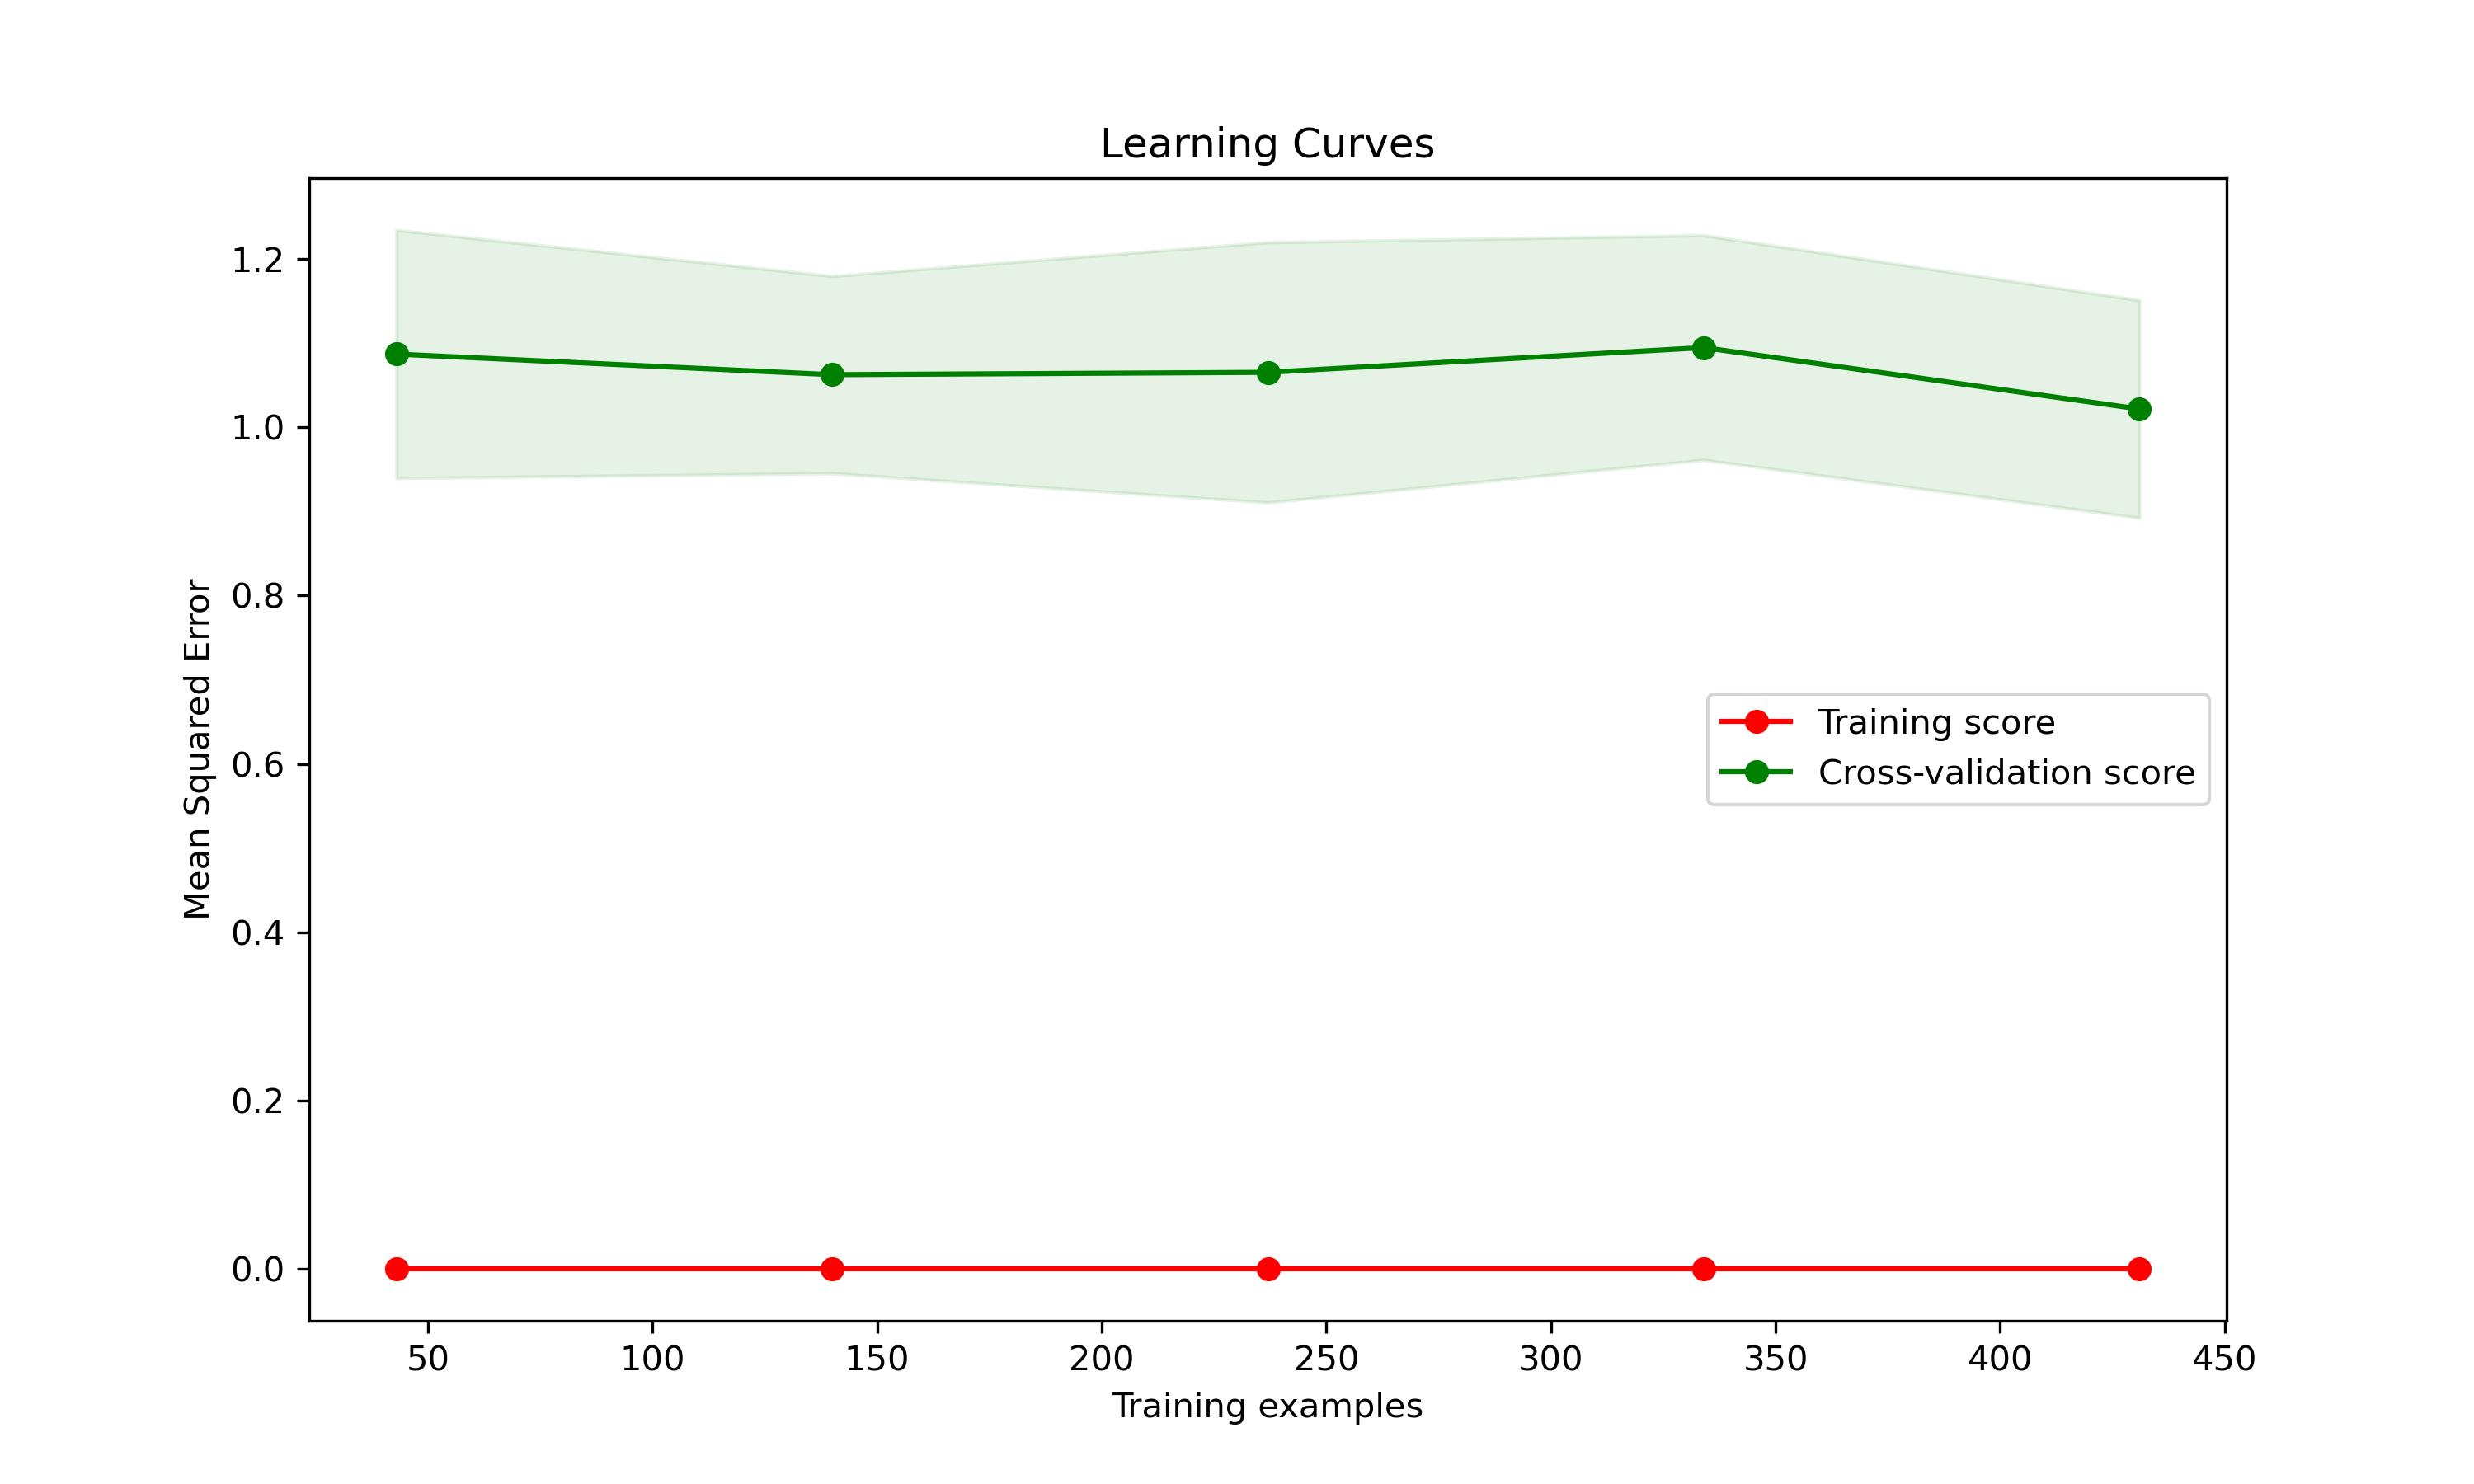 Learning Curves
Mean Squared Error
1.2
1.0
0.8
0.6
0.4
0.2
0.0
Training score
Cross-validation score
50 100 150 200 250 300 350 400 450
Training examples